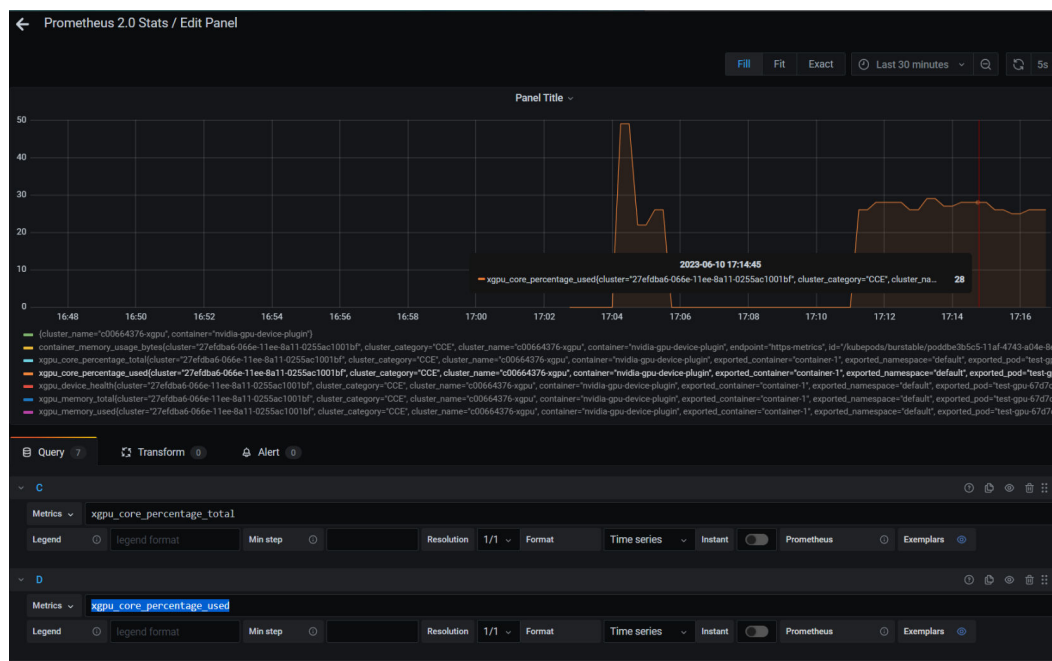 Prometheus 2.0 Stats / Edit Panel
Fill Fit Exact Last 30 minutes 5s
Panel Title
50
40
30
20
10
0
16:48 16:50 16:52 16:54 16:56 16:58 17:00 17:02 17:04 17:06 17:08 17:10 17:12 17:14 17:16
2023-06-10 17:14:45
xgpu_core_percentage_used{cluster="27efdba6-066e-11ee-8a11-0255ac1001bf", cluster_category="CCE", cluster_na... 28
{cluster_name="c00664376-xgpu", container="nvidia-gpu-device-plugin"}
container_memory_usage_bytes{cluster="27efdba6-066e-11ee-8a11-0255ac1001bf", cluster_category="CCE", cluster_name="c00664376-xgpu", container="nvidia-gpu-device-plugin", endpoint="https-metrics", id="/kubepods/burstable/poddbe3b5c5-11af-4743-a04e-8
xgpu_core_percentage_total{cluster="27efdba6-066e-11ee-8a11-0255ac1001bf", cluster_category="CCE", cluster_name="c00664376-xgpu", container="nvidia-gpu-device-plugin", exported_container="container-1", exported_namespace="default", exported_pod="test-g
xgpu_core_percentage_used{cluster="27efdba6-066e-11ee-8a11-0255ac1001bf", cluster_category="CCE", cluster_name="c00664376-xgpu", container="nvidia-gpu-device-plugin", exported_container="container-1", exported_namespace="default", exported_pod="test-g
xgpu_device_health{cluster="27efdba6-066e-11ee-8a11-0255ac1001bf", cluster_category="CCE", cluster_name="c00664376-xgpu", container="nvidia-gpu-device-plugin", exported_container="container-1", exported_namespace="default", exported_pod="test-gpu-67d7c
xgpu_memory_total{cluster="27efdba6-066e-11ee-8a11-0255ac1001bf", cluster_category="CCE", cluster_name="c00664376-xgpu", container="nvidia-gpu-device-plugin", exported_container="container-1", exported_namespace="default", exported_pod="test-gpu-67d7c
xgpu_memory_used{cluster="27efdba6-066e-11ee-8a11-0255ac1001bf", cluster_category="CCE", cluster_name="c00664376-xgpu", container="nvidia-gpu-device-plugin", exported_container="container-1", exported_namespace="default", exported_pod="test-gpu-67d7c
Query 7 Transform 0 Alert 0
C
Metrics xgpu_core_percentage_total
Legend legend format Min step Resolution 1/1 Format Time series Instant Prometheus Exemplars
D
Metrics xgpu_core_percentage_used
Legend legend format Min step Resolution 1/1 Format Time series Instant Prometheus Exemplars